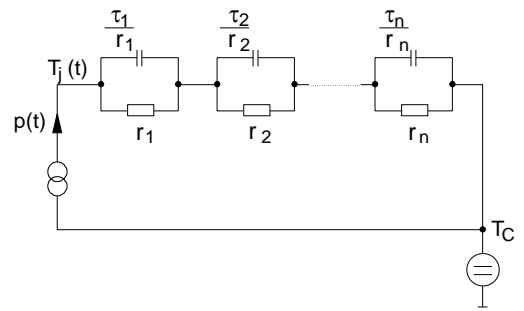 τ1/r1
τ2/r2
τn/rn
Tj (t)
p(t)
r1
r2
rn
TC